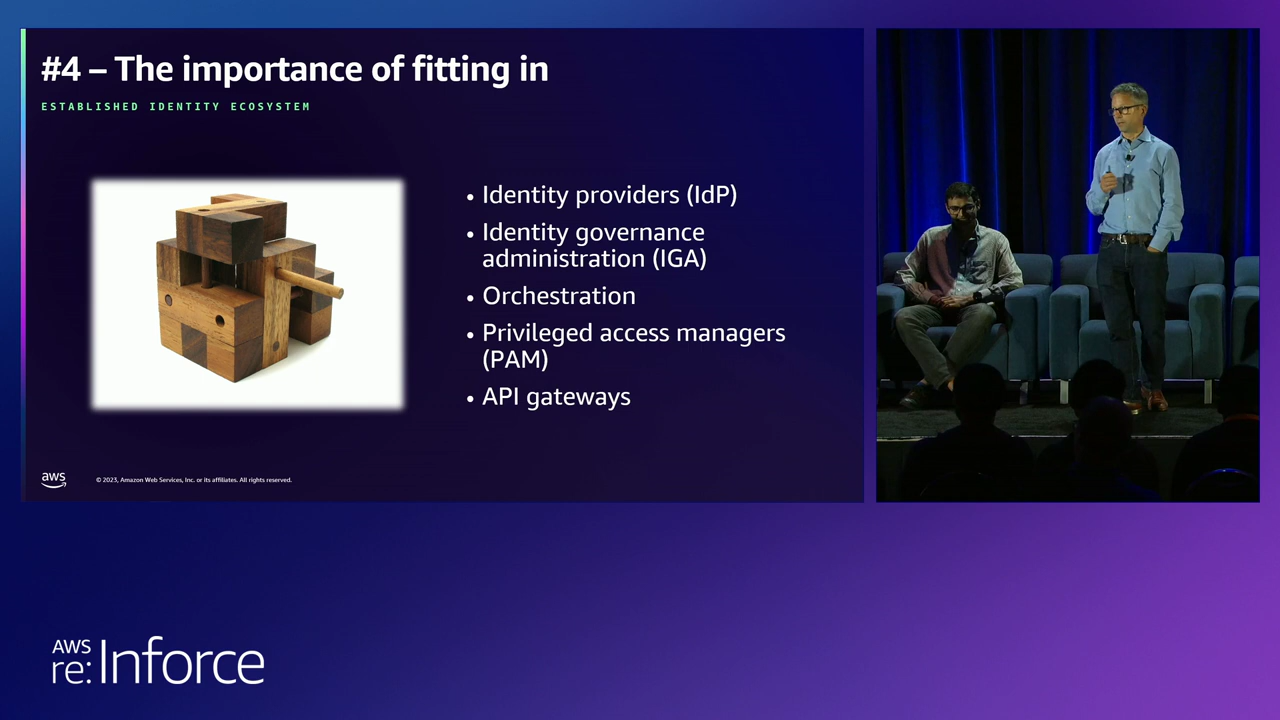 #4 – The importance of fitting in
ESTABLISHED IDENTITY ECOSYSTEM
• Identity providers (IdP)
• Identity governance
administration (IGA)
• Orchestration
• Privileged access managers
(PAM)
• API gateways
aws
© 2023, Amazon Web Services, Inc. or its affiliates. All rights reserved.
AWS
re:Inforce